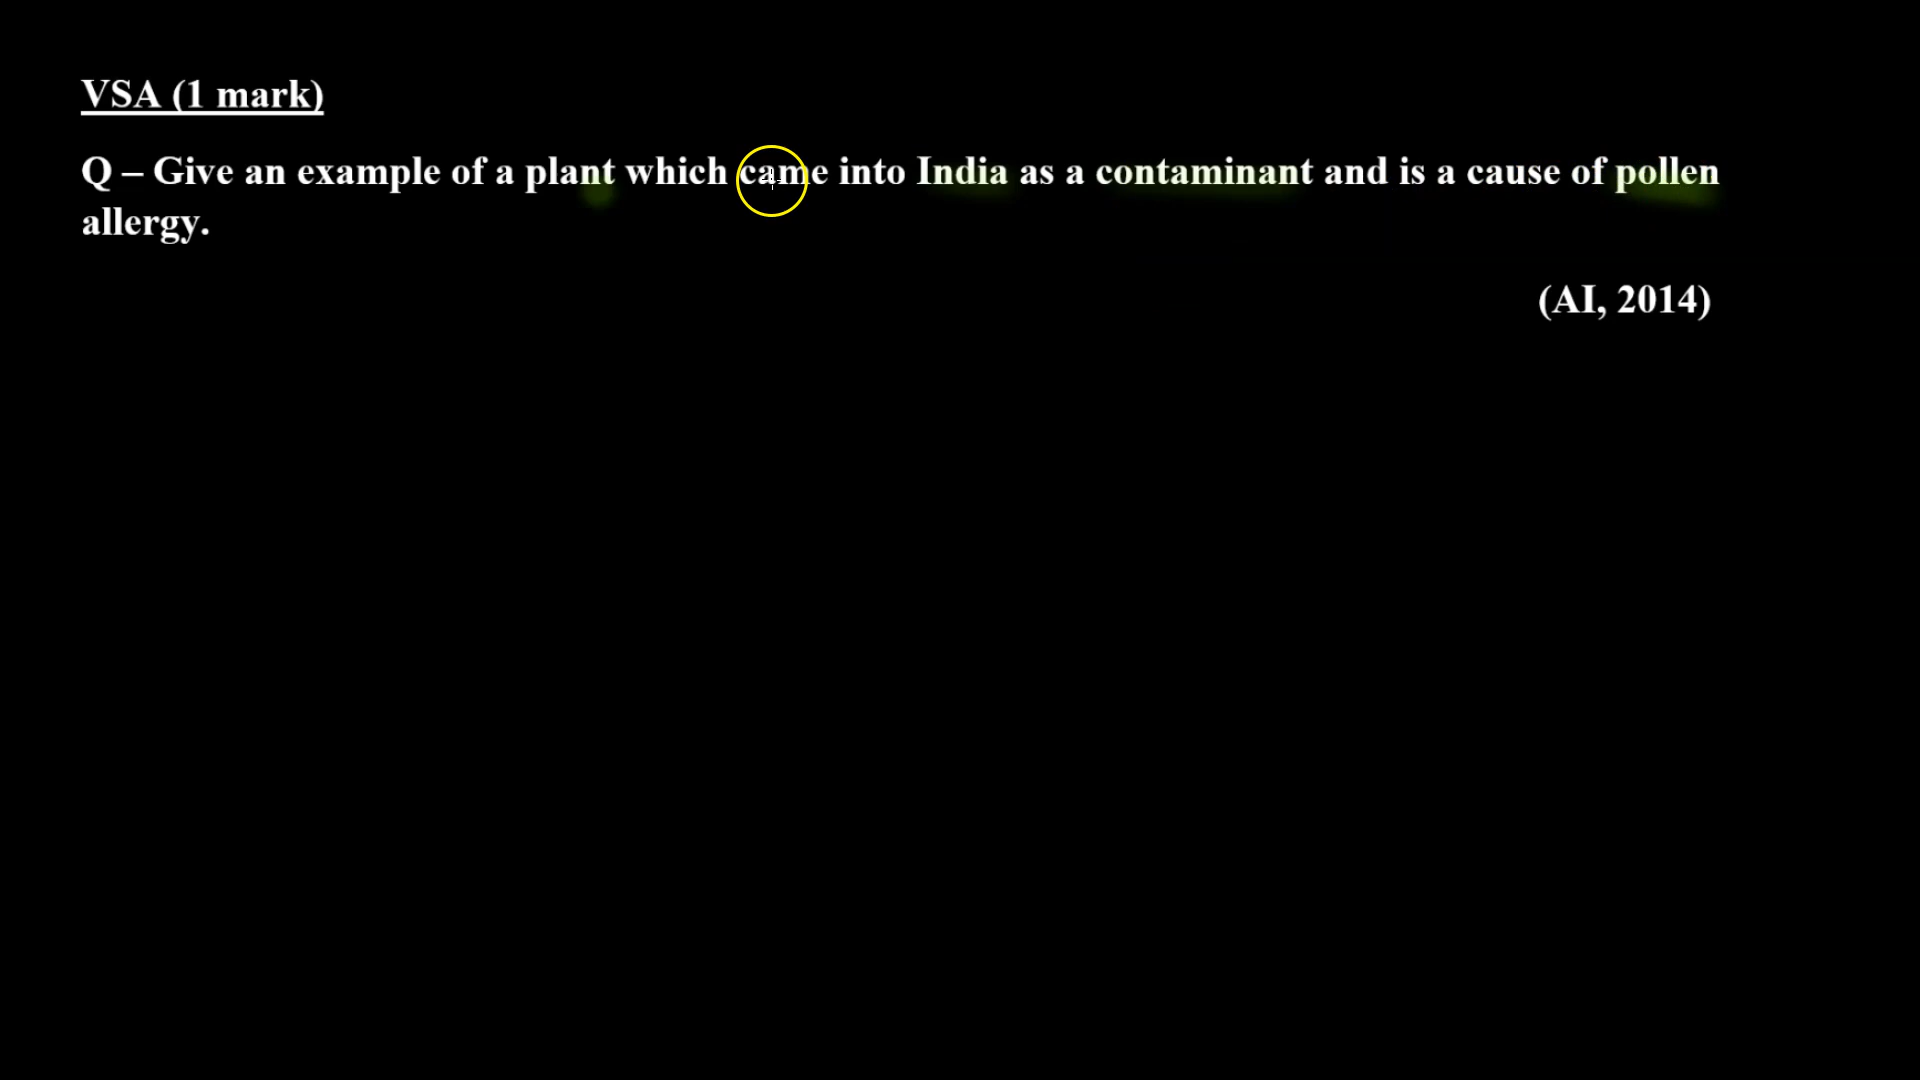 VSA (1 mark)
Q – Give an example of a plant which came into India as a contaminant and is a cause of pollen
allergy.
(AI, 2014)